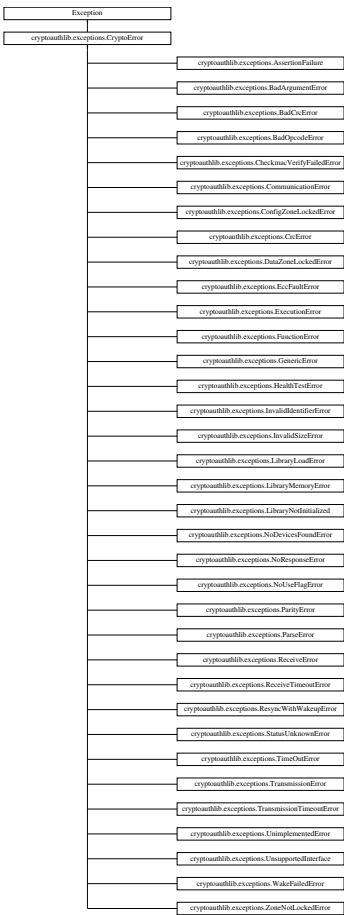 Exception
cryptoauthlib.exceptions.CryptoError
cryptoauthlib.exceptions.AssertionFailure
cryptoauthlib.exceptions.BadArgumentError
cryptoauthlib.exceptions.BadCrcError
cryptoauthlib.exceptions.BadOpcodeError
cryptoauthlib.exceptions.CheckmacVerifyFailedError
cryptoauthlib.exceptions.CommunicationError
cryptoauthlib.exceptions.ConfigZoneLockedError
cryptoauthlib.exceptions.CrcError
cryptoauthlib.exceptions.DataZoneLockedError
cryptoauthlib.exceptions.EccFaultError
cryptoauthlib.exceptions.ExecutionError
cryptoauthlib.exceptions.FunctionError
cryptoauthlib.exceptions.GenericError
cryptoauthlib.exceptions.HealthTestError
cryptoauthlib.exceptions.InvalidIdentifierError
cryptoauthlib.exceptions.InvalidSizeError
cryptoauthlib.exceptions.LibraryLoadError
cryptoauthlib.exceptions.LibraryMemoryError
cryptoauthlib.exceptions.LibraryNotInitialized
cryptoauthlib.exceptions.NoDevicesFoundError
cryptoauthlib.exceptions.NoResponseError
cryptoauthlib.exceptions.NoUseFlagError
cryptoauthlib.exceptions.ParityError
cryptoauthlib.exceptions.ParseError
cryptoauthlib.exceptions.ReceiveError
cryptoauthlib.exceptions.ReceiveTimeoutError
cryptoauthlib.exceptions.ResyncWithWakeupError
cryptoauthlib.exceptions.StatusUnknownError
cryptoauthlib.exceptions.TimeOutError
cryptoauthlib.exceptions.TransmissionError
cryptoauthlib.exceptions.TransmissionTimeoutError
cryptoauthlib.exceptions.UnimplementedError
cryptoauthlib.exceptions.UnsupportedInterface
cryptoauthlib.exceptions.WakeFailedError
cryptoauthlib.exceptions.ZoneNotLockedError